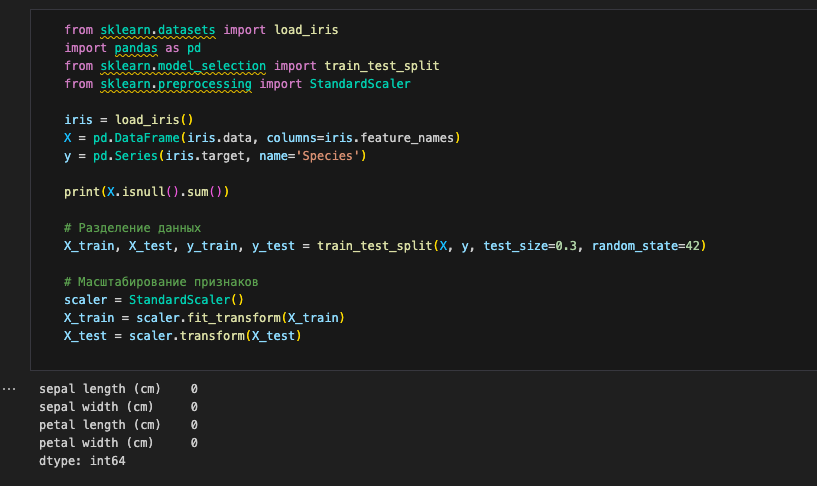 from sklearn.datasets import load_iris
import pandas as pd
from sklearn.model_selection import train_test_split
from sklearn.preprocessing import StandardScaler

iris = load_iris()
X = pd.DataFrame(iris.data, columns=iris.feature_names)
y = pd.Series(iris.target, name='Species')

print(X.isnull().sum())

# Разделение данных
X_train, X_test, y_train, y_test = train_test_split(X, y, test_size=0.3, random_state=42)

# Масштабирование признаков
scaler = StandardScaler()
X_train = scaler.fit_transform(X_train)
X_test = scaler.transform(X_test)

...
sepal length (cm)    0
sepal width (cm)     0
petal length (cm)    0
petal width (cm)     0
dtype: int64